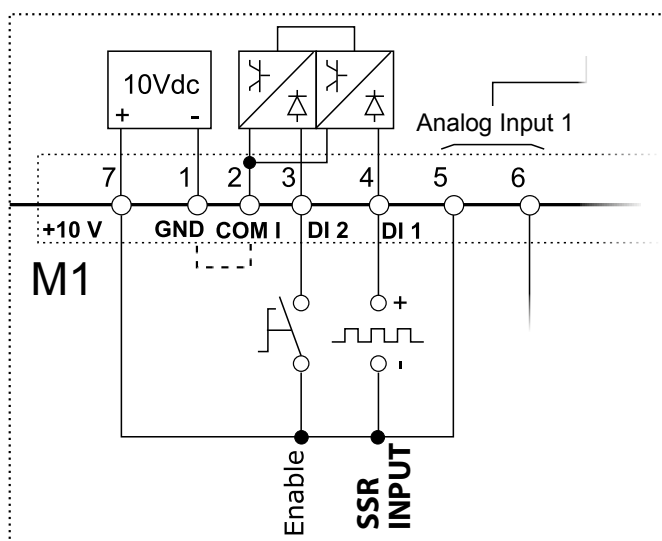 10Vdc
+ -
Analog Input 1
7 1 2 3 4 5 6
+10 V GND COM I DI 2 DI 1
M1
+
-
Enable
SSR
INPUT